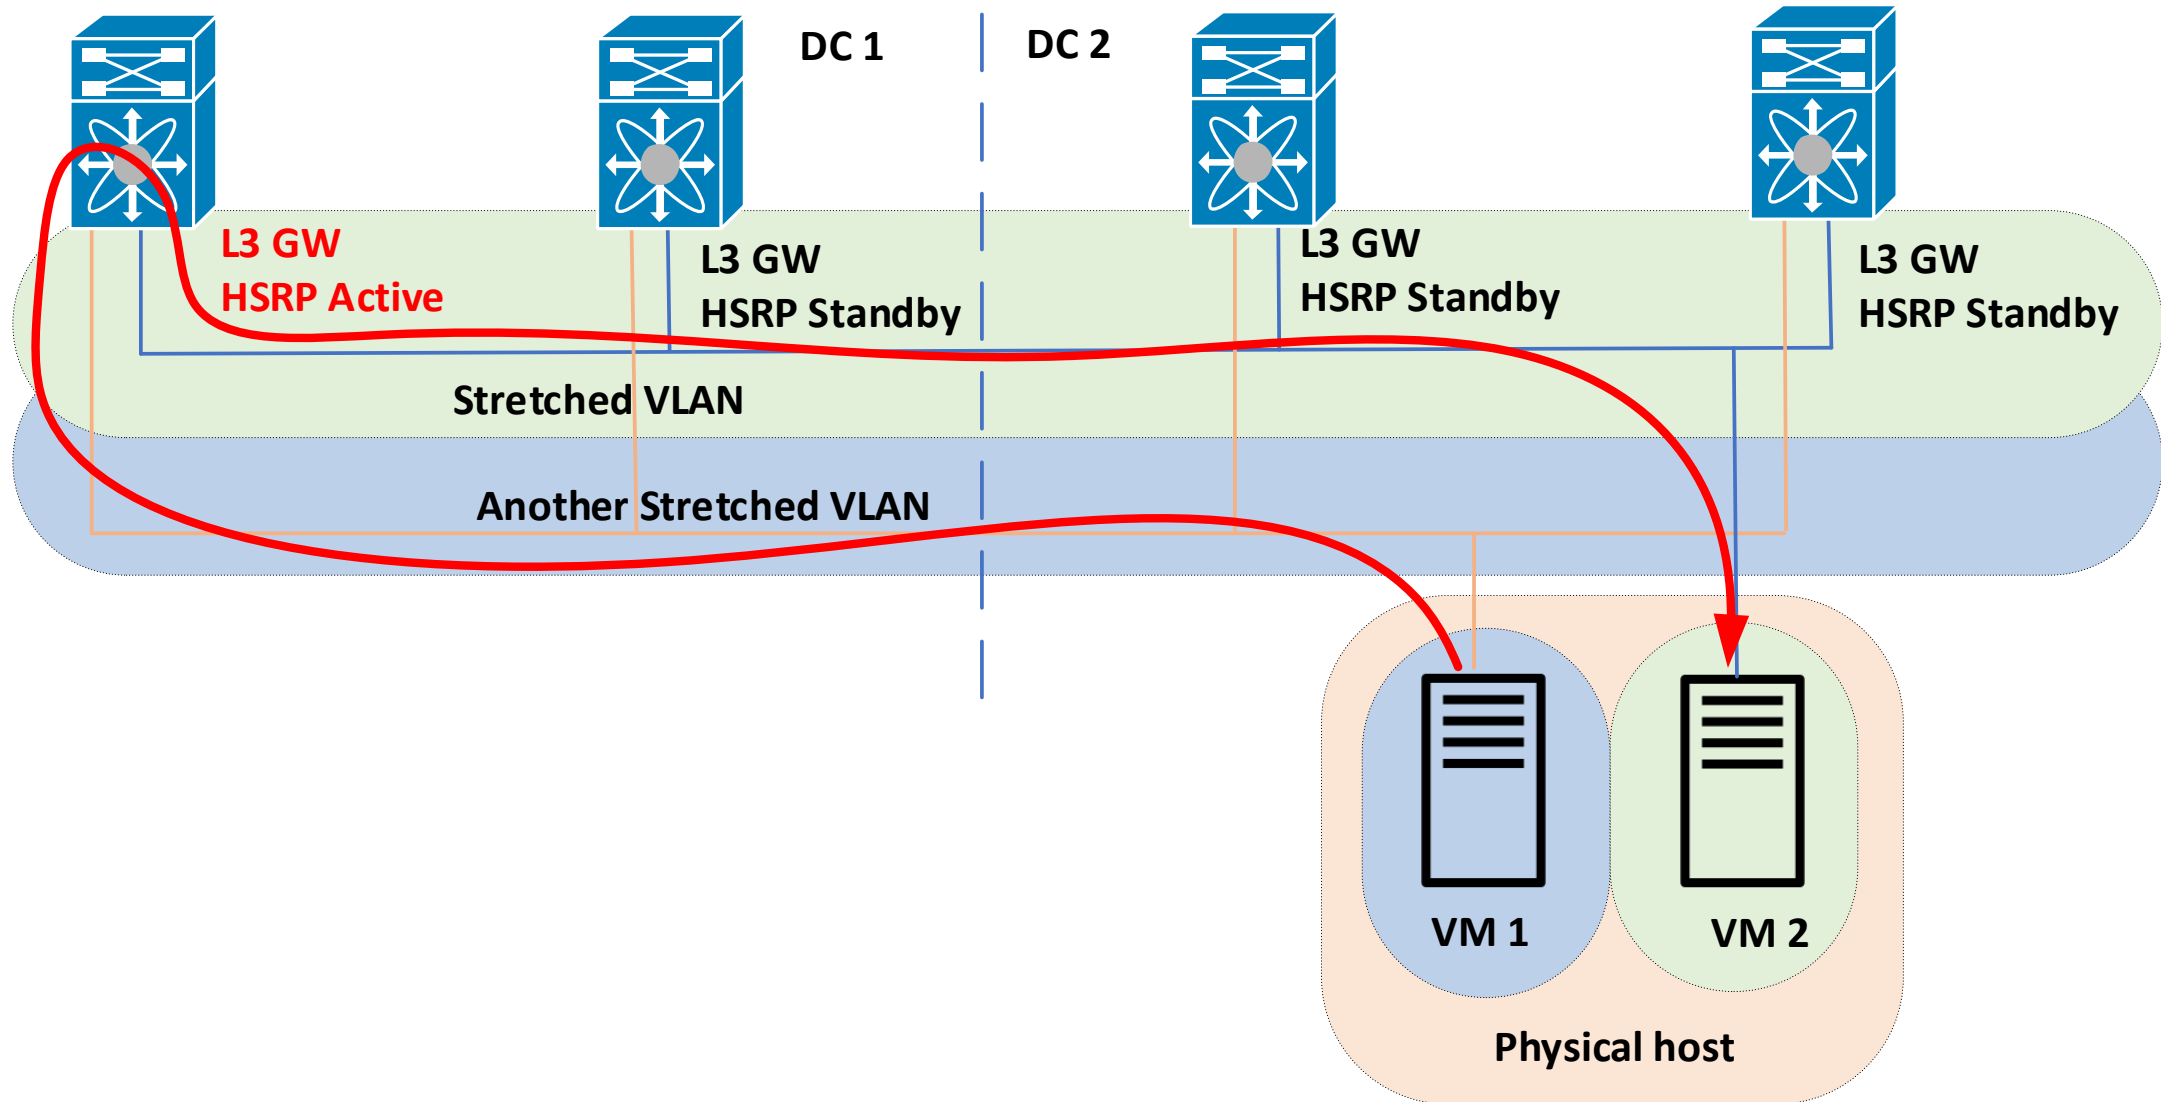 DC 1
DC 2
L3 GW
HSRP Active
L3 GW
HSRP Standby
L3 GW
HSRP Standby
L3 GW
HSRP Standby
Stretched VLAN
Another Stretched VLAN
VM 1
VM 2
Physical host